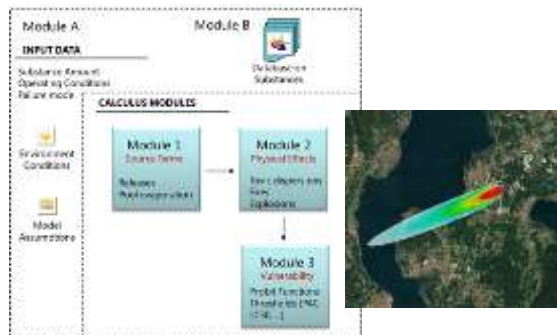 Module A
Module B
INPUT DATA
Database on
Substances
Substance Amount
Operating Conditions
Failure mode
CALCULUS MODULES
Module 1
Source Terms
Releases
Pool evaporation
Module 2
Physical Effects
Toxic dispersions
Fires
Explosions
Environment
Conditions
Model
Assumptions
Module 3
Vulnerability
Probit Functions
Thresholds (PAC